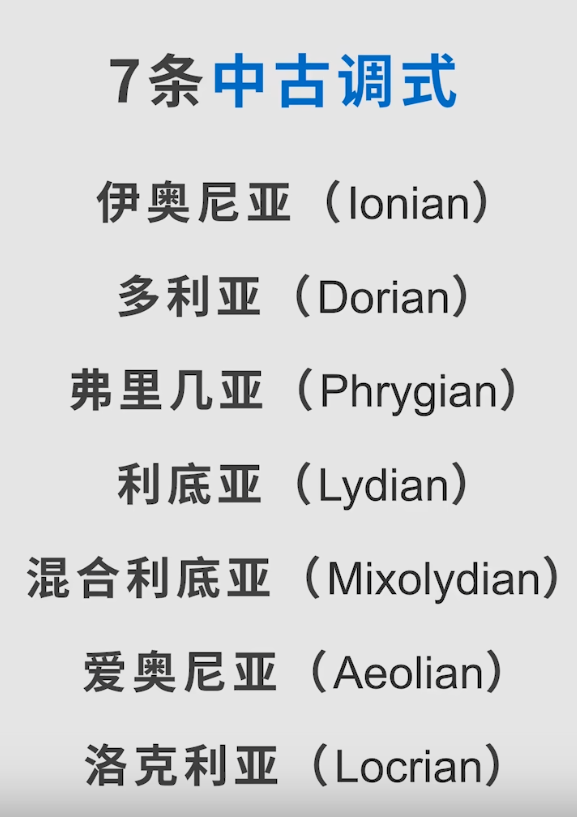 7条中古调式
伊奥尼亚（Ionian）
多利亚（Dorian）
弗里几亚（Phrygian）
利底亚（Lydian）
混合利底亚（Mixolydian）
爱奥尼亚（Aeolian）
洛克利亚（Locrian）